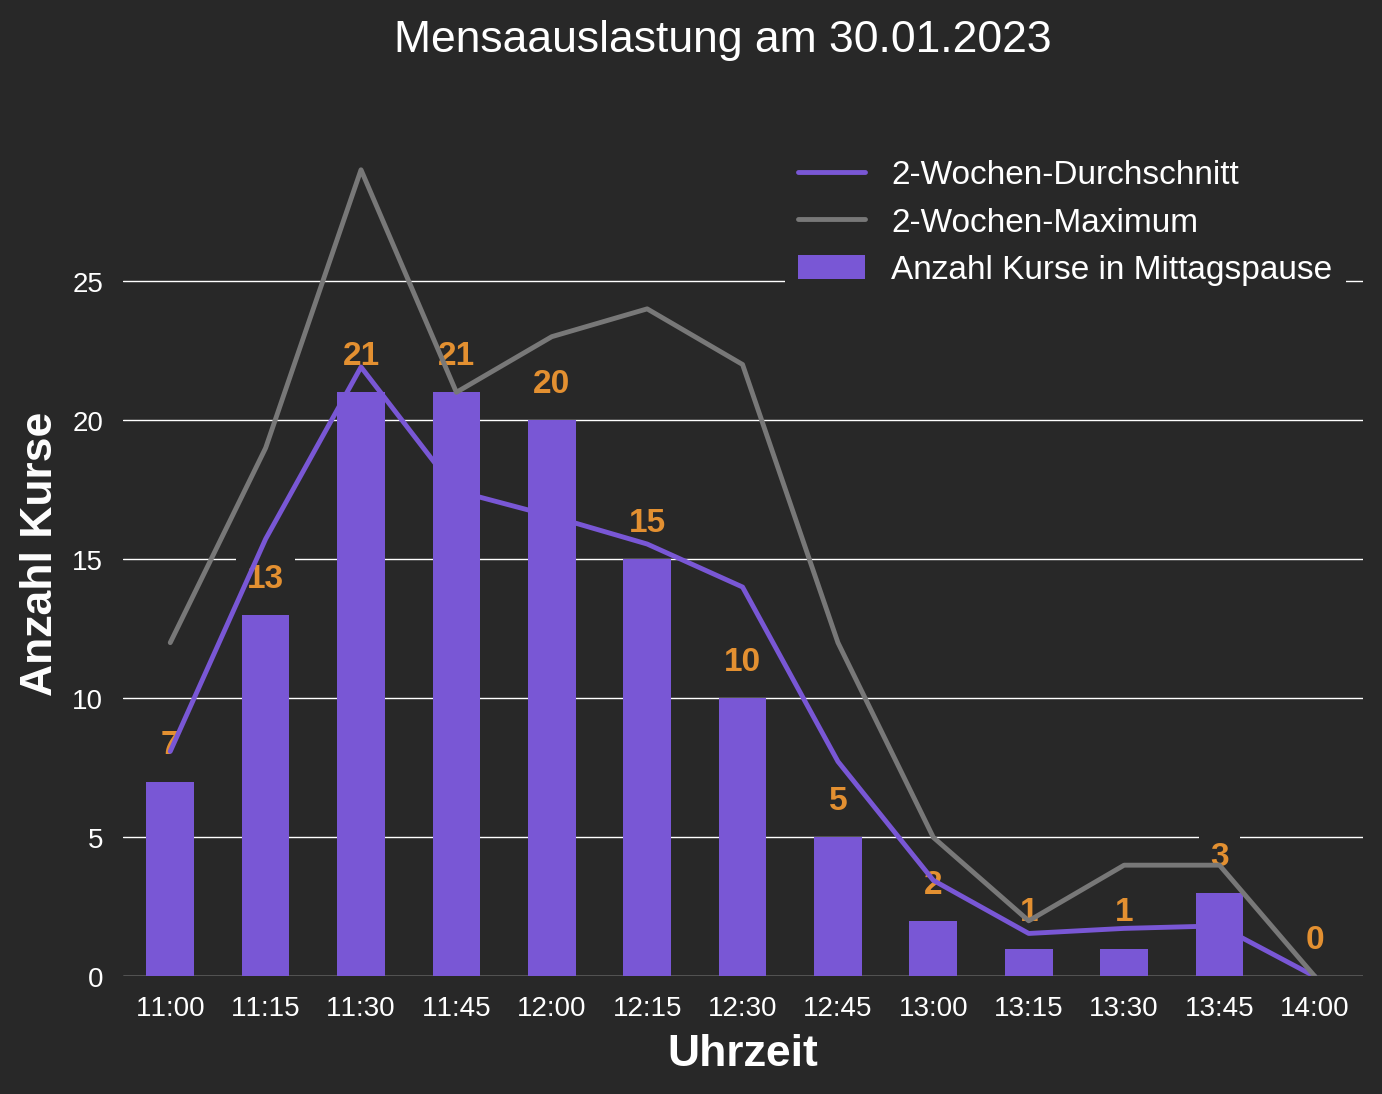 Mensaauslastung am 30.01.2023
2-Wochen-Durchschnitt
2-Wochen-Maximum
Anzahl Kurse in Mittagspause
Anzahl Kurse
25
20
15
10
5
0
7
13
21
21
20
15
10
5
2
1
1
3
0
11:00 11:15 11:30 11:45 12:00 12:15 12:30 12:45 13:00 13:15 13:30 13:45 14:00
Uhrzeit